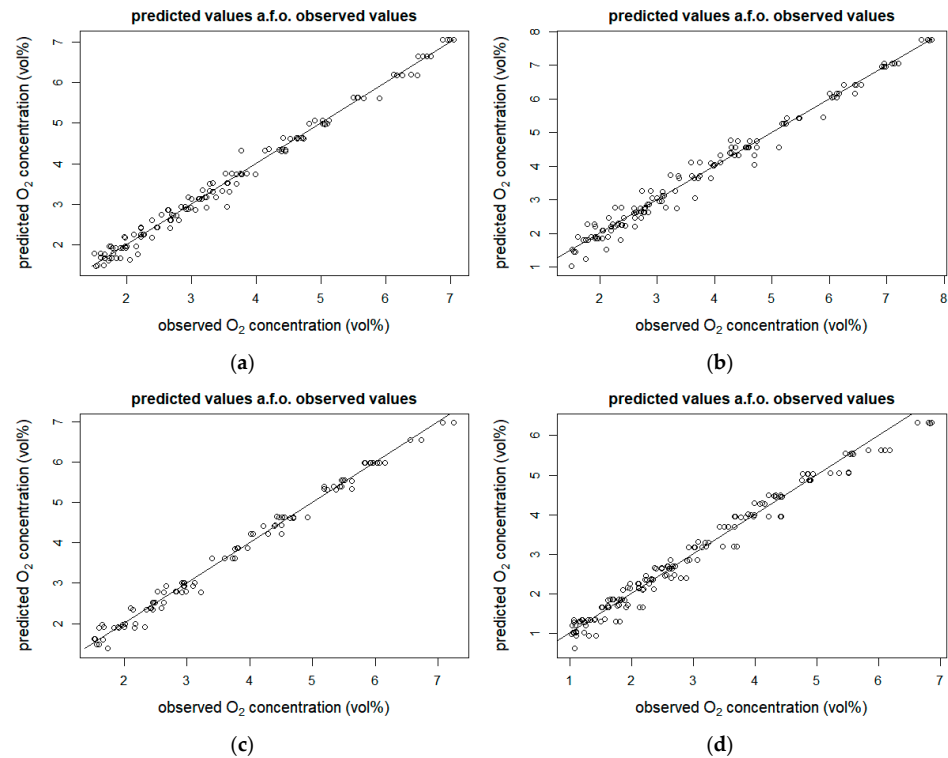 predicted values a.f.o. observed values
predicted O2 concentration (vol%)
7
6
5
4
3
2
2 3 4 5 6 7
observed O2 concentration (vol%)
(a)
predicted values a.f.o. observed values
predicted O2 concentration (vol%)
8
7
6
5
4
3
2
1
2 3 4 5 6 7 8
observed O2 concentration (vol%)
(b)
predicted values a.f.o. observed values
predicted O2 concentration (vol%)
7
6
5
4
3
2
2 3 4 5 6 7
observed O2 concentration (vol%)
(c)
predicted values a.f.o. observed values
predicted O2 concentration (vol%)
6
5
4
3
2
1
1 2 3 4 5 6 7
observed O2 concentration (vol%)
(d)